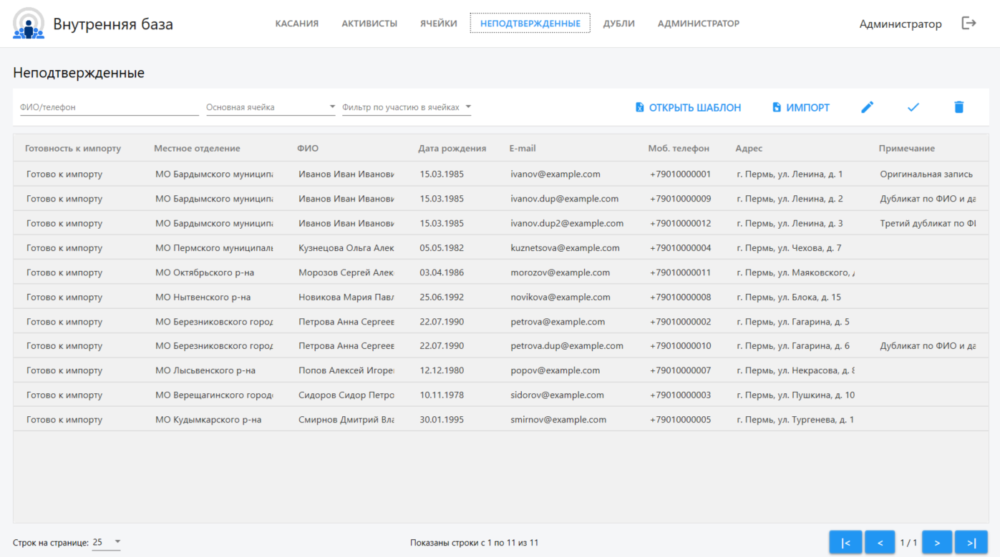 Внутренняя база КАСАНИЯ АКТИВИСТЫ ЯЧЕЙКИ НЕПОДТВЕРЖДЕННЫЕ ДУБЛИ АДМИНИСТРАТОР Администратор
Неподтвержденные
ФИО/телефон Основная ячейка Фильтр по участию в ячейках ОТКРЫТЬ ШАБЛОН ИМПОРТ
Готовность к импорту Местное отделение ФИО Дата рождения E-mail Моб. телефон Адрес Примечание
Готово к импорту МО Бардымского муниципа Иванов Иван Иванови 15.03.1985 ivanov@example.com +79010000001 г. Пермь, ул. Ленина, д. 1 Оригинальная запись
Готово к импорту МО Бардымского муниципа Иванов Иван Иванови 15.03.1985 ivanov.dup@example.com +79010000009 г. Пермь, ул. Ленина, д. 2 Дубликат по ФИО и да
Готово к импорту МО Бардымского муниципа Иванов Иван Иванови 15.03.1985 ivanov.dup2@example.com +79010000012 г. Пермь, ул. Ленина, д. 3 Третий дубликат по ФI
Готово к импорту МО Пермского муниципаль Кузнецова Ольга Алек 05.05.1982 kuznetsova@example.com +79010000004 г. Пермь, ул. Чехова, д. 7
Готово к импорту МО Октябрьского р-на Морозов Сергей Алек 03.04.1986 morozov@example.com +79010000011 г. Пермь, ул. Маяковского,
Готово к импорту МО Нытвенского р-на Новикова Мария Павл 25.06.1992 novikova@example.com +79010000008 г. Пермь, ул. Блока, д. 15
Готово к импорту МО Березниковского город Петрова Анна Сергеев 22.07.1990 petrova@example.com +79010000002 г. Пермь, ул. Гагарина, д. 5
Готово к импорту МО Березниковского город Петрова Анна Сергеев 22.07.1990 petrova.dup@example.com +79010000010 г. Пермь, ул. Гагарина, д. 6 Дубликат по ФИО и да
Готово к импорту МО Лысьвенского р-на Попов Алексей Игоре 12.12.1980 popov@example.com +79010000007 г. Пермь, ул. Некрасова, д. 8
Готово к импорту МО Верещагинского город Сидоров Сидор Петро 10.11.1978 sidorov@example.com +79010000003 г. Пермь, ул. Пушкина, д. 10
Готово к импорту МО Кудымкарского р-на Смирнов Дмитрий Вла 30.01.1995 smirnov@example.com +79010000005 г. Пермь, ул. Тургенева, д. 1
Строк на странице: 25 Показаны строки с 1 по 11 из 11 |< < 1 / 1 > >|